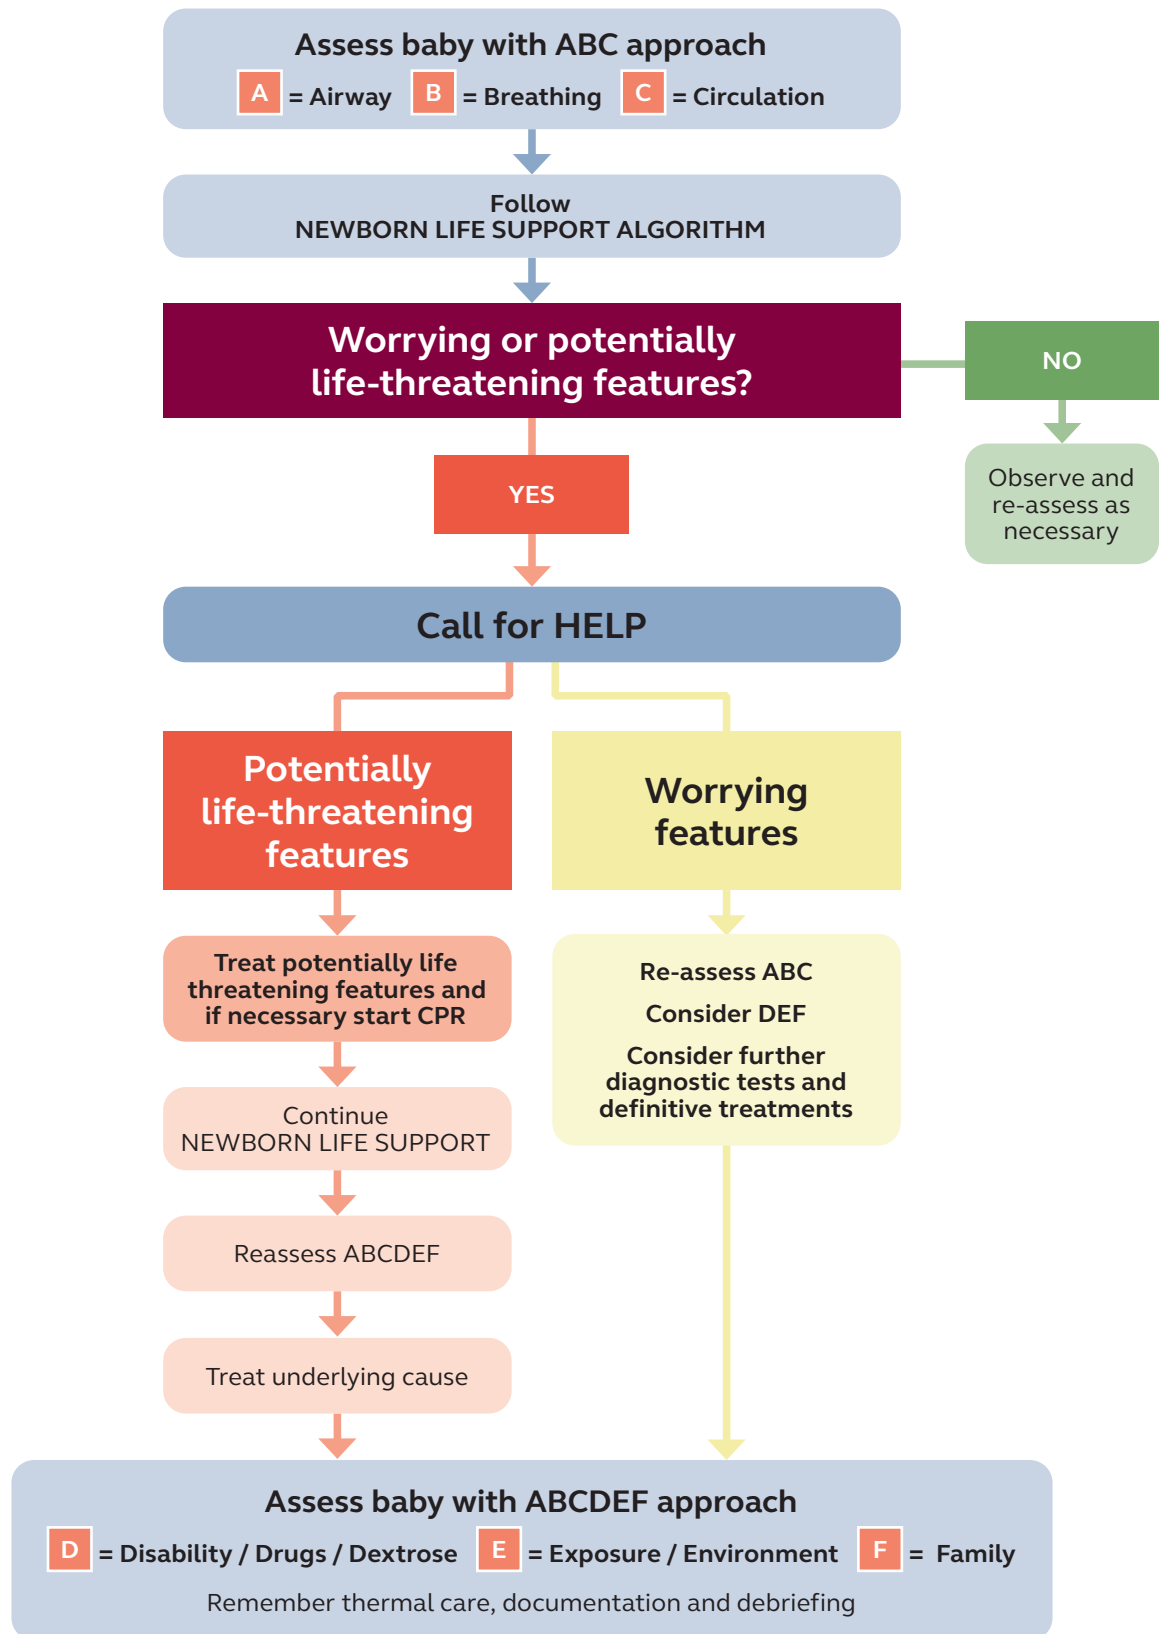 Assess baby with ABC approach
A = Airway B = Breathing C = Circulation
Follow
NEWBORN LIFE SUPPORT ALGORITHM
Worrying or potentially
life-threatening features?
NO
Observe and
re-assess as
necessary
YES
Call for HELP
Potentially
life-threatening
features
Worrying
features
Treat potentially life
threatening features and
if necessary start CPR
Continue
NEWBORN LIFE SUPPORT
Reassess ABCDEF
Treat underlying cause
Re-assess ABC
Consider DEF
Consider further
diagnostic tests and
definitive treatments
Assess baby with ABCDEF approach
D = Disability / Drugs / Dextrose E = Exposure / Environment F = Family
Remember thermal care, documentation and debriefing